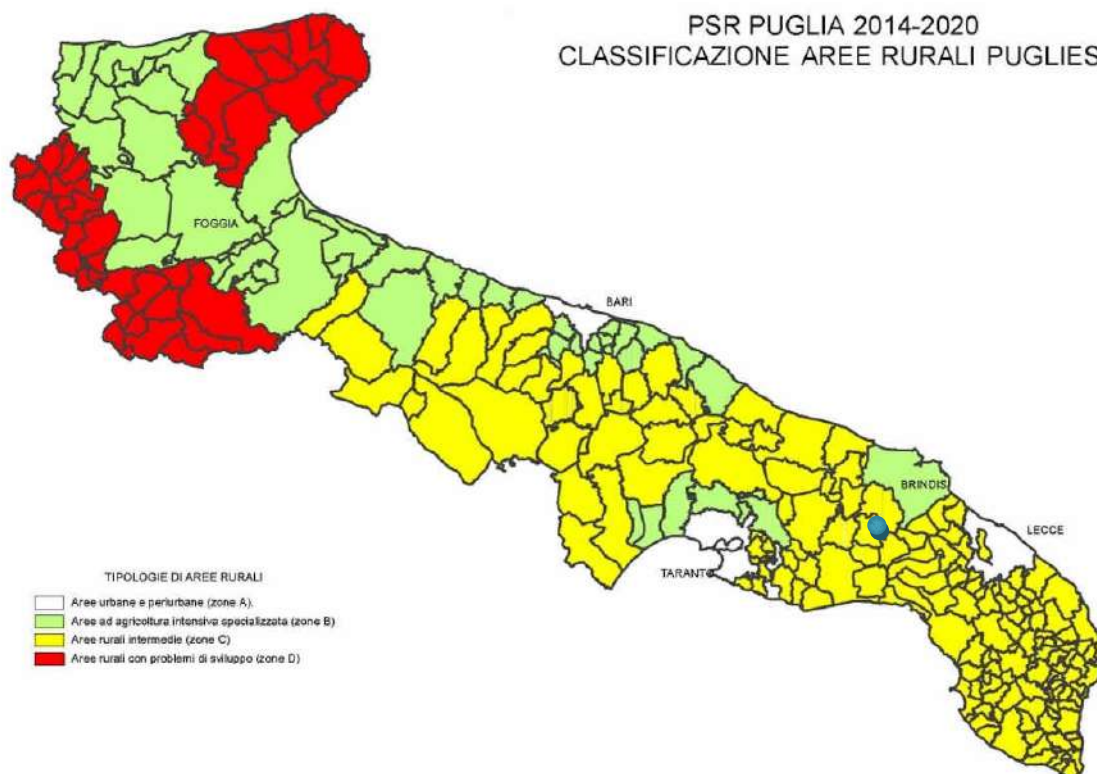 PSR PUGLIA 2014-2020
CLASSIFICAZIONE AREE RURALI PUGLIES
FOGGIA
BARI
BRINDIS
LECCE
TARANTO
TIPOLOGIE DI AREE RURALI
Aree urbane e periurbane (zone A).
Aree ad agricoltura intensiva specializzata (zone B)
Aree rurali intermedie (zone C)
Aree rurali con problemi di sviluppo (zone D)